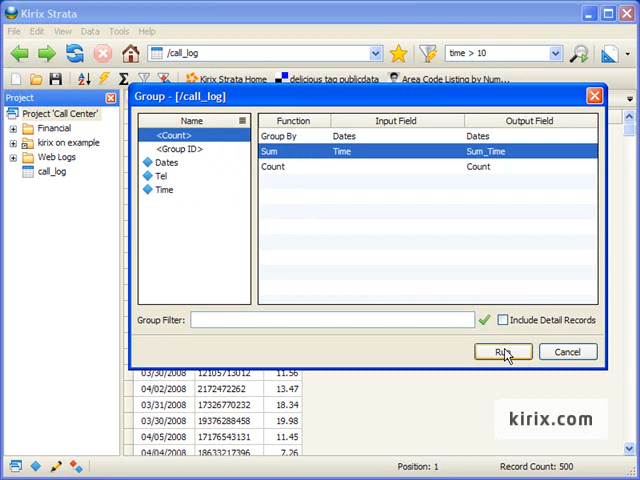 Kirix Strata
File Edit View Data Tools Help
/call_log
time > 10
Kirix Strata Home
delicious tag publicdata
Area Code Listing by Num...
Project
Project 'Call Center'
Financial
kirix on example
Web Logs
call_log
Group - [/call_log]
Name
<Count>
<Group ID>
Dates
Tel
Time
Function Input Field Output Field
Group By Dates Dates
Sum Time Sum_Time
Count Count
Group Filter:
Include Detail Records
Cancel
03/30/2008 12105713012 11.56
04/02/2008 2172472262 13.47
03/31/2008 17326770232 18.34
03/30/2008 19376288458 19.98
04/05/2008 17176543131 11.45
04/04/2008 18633217396 7.26
kirix.com
Position: 1
Record Count: 500